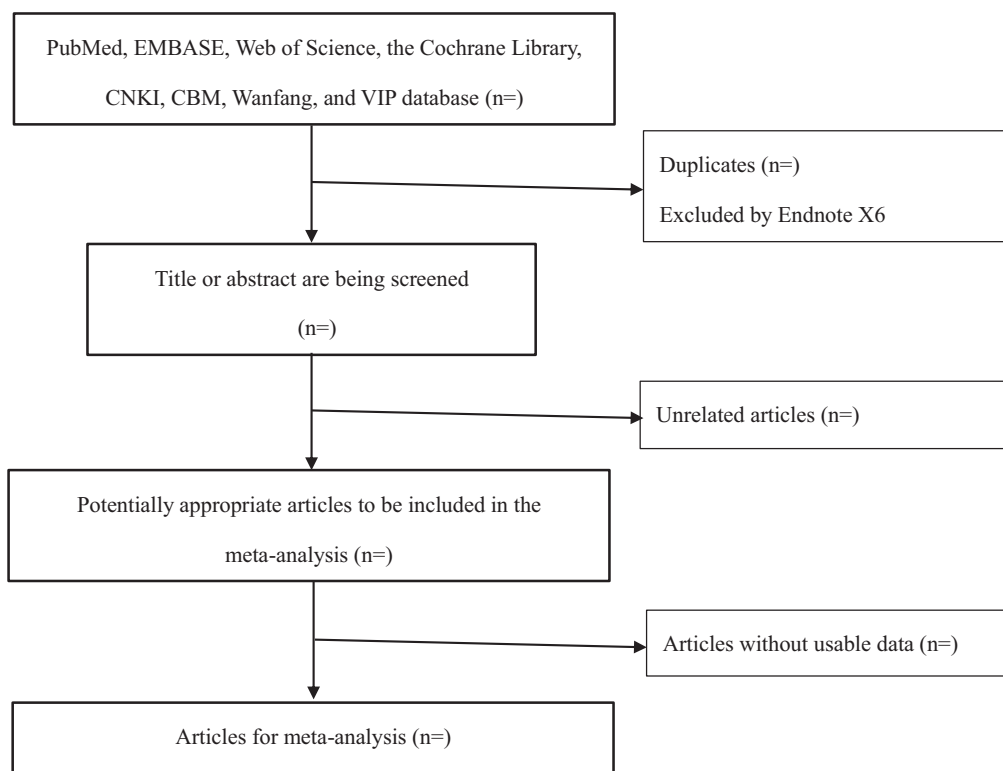 PubMed, EMBASE, Web of Science, the Cochrane Library,
CNKI, CBM, Wanfang, and VIP database (n=)
Duplicates (n=)
Excluded by Endnote X6
Title or abstract are being screened
(n=)
Unrelated articles (n=)
Potentially appropriate articles to be included in the
meta-analysis (n=)
Articles without usable data (n=)
Articles for meta-analysis (n=)